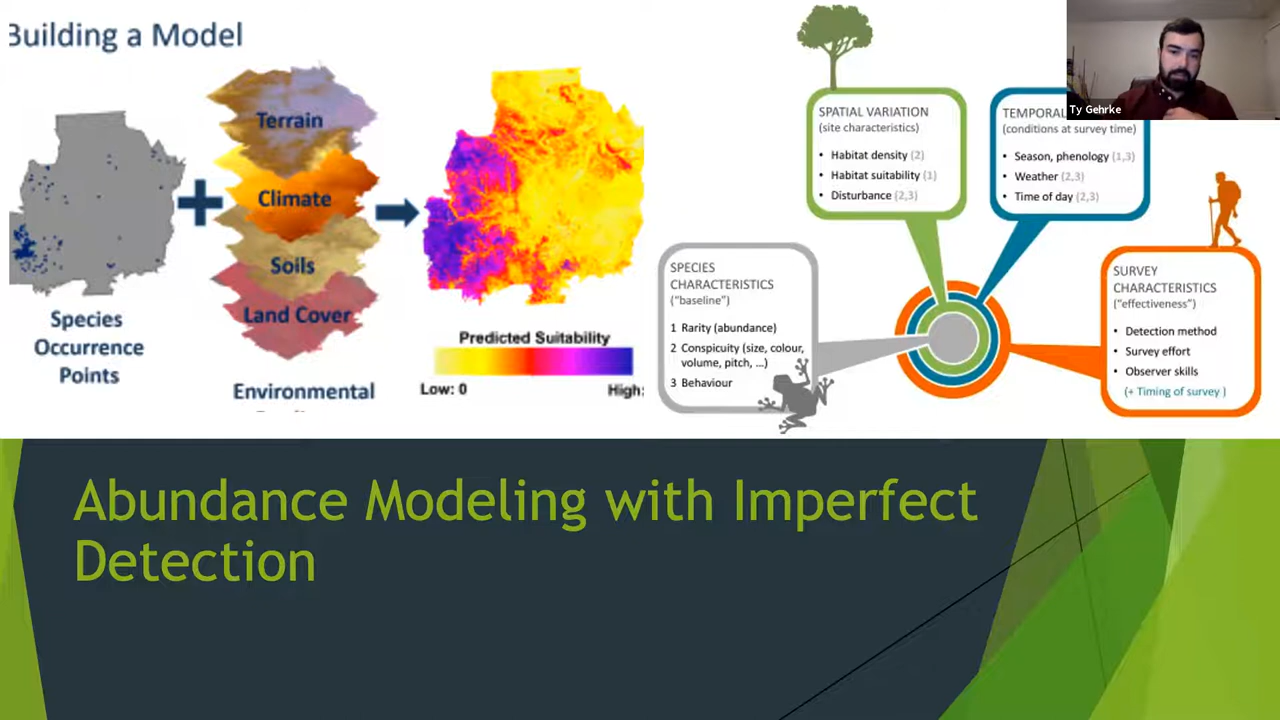 Building a Model
Terrain
Climate
Soils
Land Cover
Species
Occurrence
Points
Environmental
Predicted Suitability
Low: 0
High:
SPATIAL VARIATION
(site characteristics)
• Habitat density (2)
• Habitat suitability (1)
• Disturbance (2,3)
TEMPORAL
(conditions at survey time)
• Season, phenology (1,3)
• Weather (2,3)
• Time of day (2,3)
Ty Gehrke
SPECIES
CHARACTERISTICS
("baseline")
1 Rarity (abundance)
2 Conspicuity (size, colour,
volume, pitch, ...)
3 Behaviour
SURVEY
CHARACTERISTICS
("effectiveness")
• Detection method
• Survey effort
• Observer skills
(+ Timing of survey )
Abundance Modeling with Imperfect
Detection